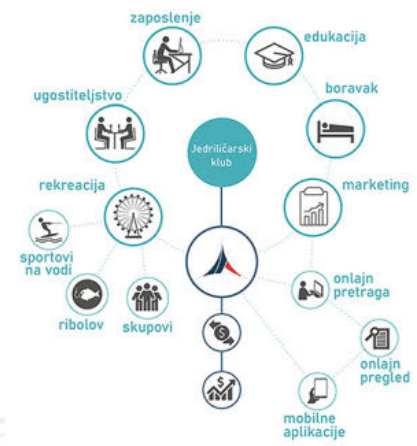 zaposlenje
edukacija
ugostiteljstvo
boravak
Jedriličarski
klub
rekreacija
marketing
sportovi
na vodi
onlajn
pretraga
ribolov
skupovi
onlajn
pregled
mobilne
aplikacije